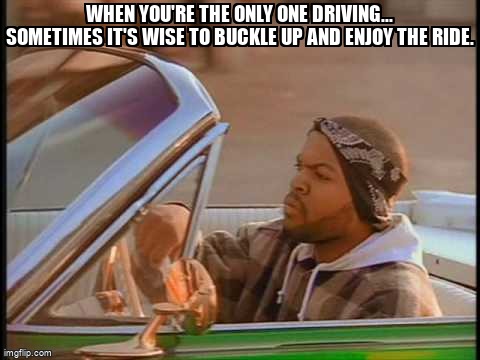 WHEN YOU'RE THE ONLY ONE DRIVING...
SOMETIMES IT'S WISE TO BUCKLE UP AND ENJOY THE RIDE.
imgflip.com